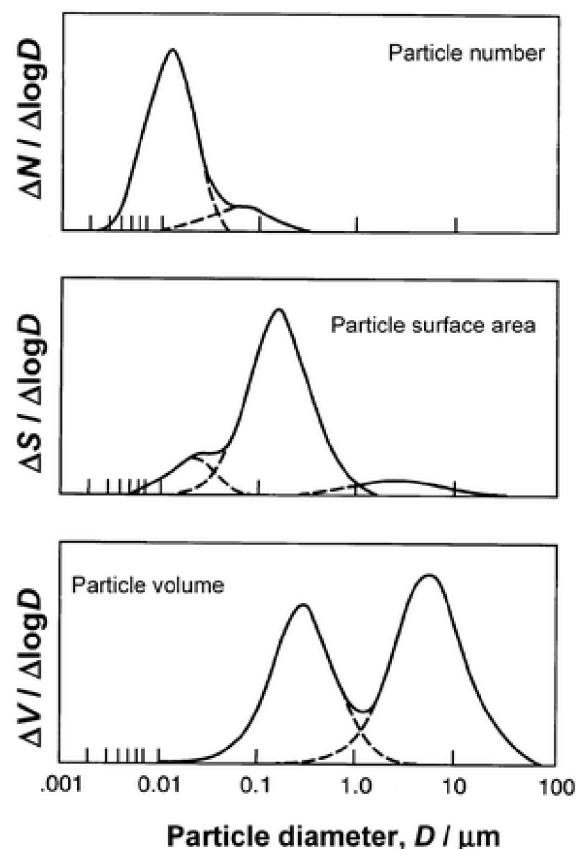 Particle number
ΔN / ΔlogD
Particle surface area
ΔS / ΔlogD
Particle volume
ΔV / ΔlogD
.001 0.01 0.1 1.0 10 100
Particle diameter, D / μm